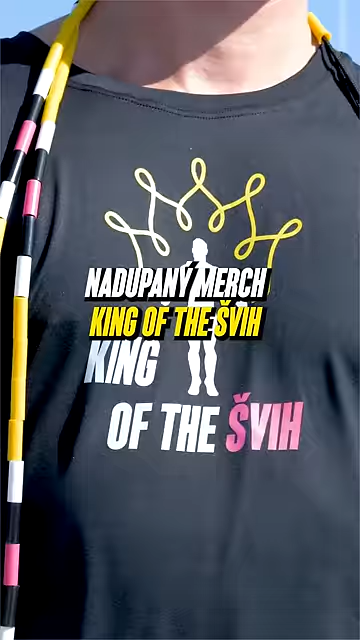 NADUPANÝ MERCH
KING OF THE ŠVIH
KING
OF THE ŠVIH